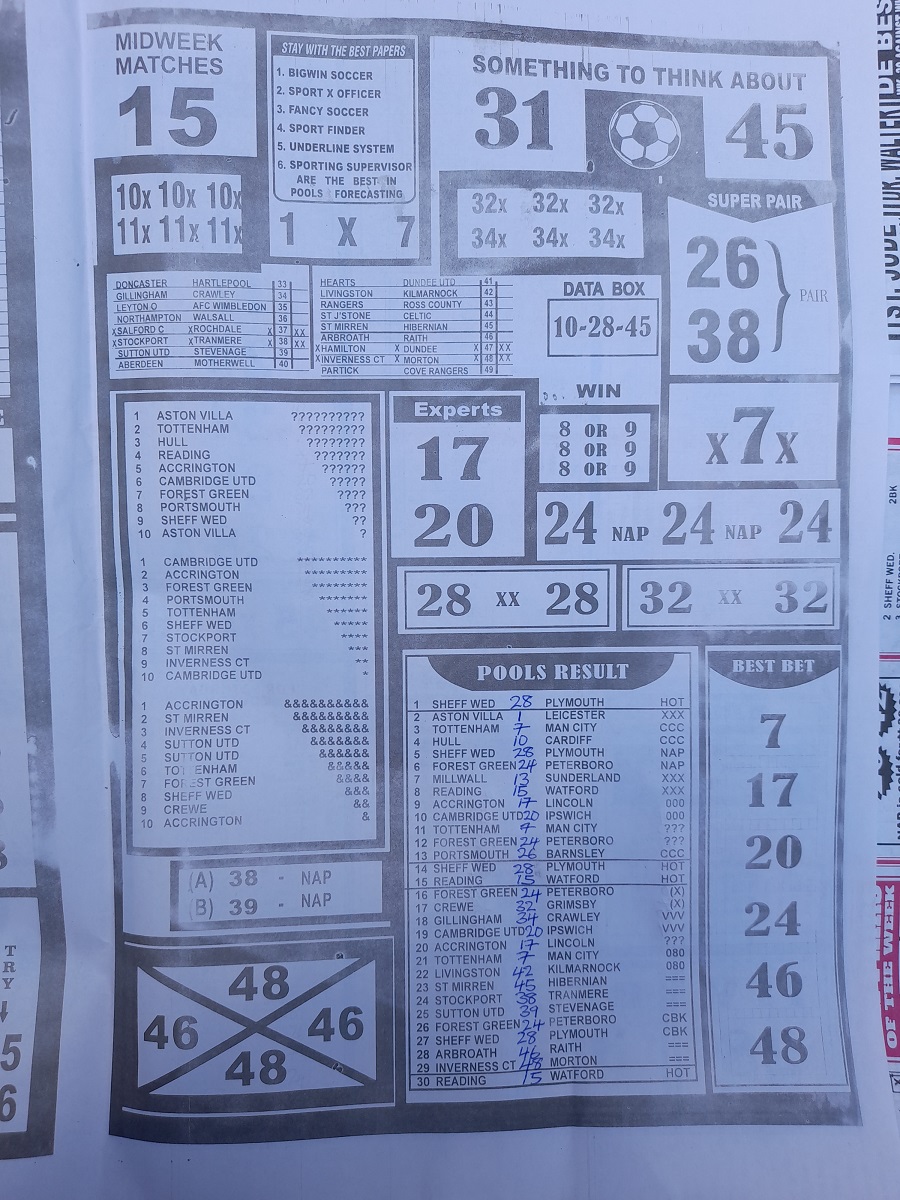 MIDWEEK
MATCHES
15
10x 10x 10x
11x 11x 11x
STAY WITH THE BEST PAPERS
1. BIGWIN SOCCER
2. SPORT X OFFICER
3. FANCY SOCCER
4. SPORT FINDER
5. UNDERLINE SYSTEM
6. SPORTING SUPERVISOR
ARE THE BEST IN
POOLS FORECASTING
1 X 7
SOMETHING TO THINK ABOUT
31 45
32x 32x 32x
34x 34x 34x
SUPER PAIR
26
38
PAIR
DONCASTER HARTLEPOOL 33
GILLINGHAM CRAWLEY 34
LEYTON O AFC WIMBLEDON 35
NORTHAMPTON WALSALL 36
XSALFORD C XROCHDALE X 37 XX
XSTOCKPORT XTRANMERE X 38 XX
SUTTON UTD STEVENAGE 39
ABERDEEN MOTHERWELL 40
HEARTS DUNDEE UTD 41
LIVINGSTON KILMARNOCK 42
RANGERS ROSS COUNTY 43
ST J'STONE CELTIC 44
ST MIRREN HIBERNIAN 45
ARBROATH RAITH 46
XHAMILTON X DUNDEE X 47 XX
XINVERNESS CT X MORTON X 48 XX
PARTICK COVE RANGERS 49
DATA BOX
10-28-45
WIN
8 OR 9
8 OR 9
8 OR 9
x7x
1 ASTON VILLA ??????????
2 TOTTENHAM ?????????
3 HULL ????????
4 READING ???????
5 ACCRINGTON ??????
6 CAMBRIDGE UTD ?????
7 FOREST GREEN ????
8 PORTSMOUTH ???
9 SHEFF WED ??
10 ASTON VILLA ?
1 CAMBRIDGE UTD **********
2 ACCRINGTON *********
3 FOREST GREEN ********
4 PORTSMOUTH *******
5 TOTTENHAM ******
6 SHEFF WED *****
7 STOCKPORT ****
8 ST MIRREN ***
9 INVERNESS CT **
10 CAMBRIDGE UTD *
1 ACCRINGTON &&&&&&&&&&
2 ST MIRREN &&&&&&&&&
3 INVERNESS CT &&&&&&&&
4 SUTTON UTD &&&&&&&
5 SUTTON UTD &&&&&&
6 TOTTENHAM &&&&&
7 FOREST GREEN &&&&
8 SHEFF WED &&&
9 CREWE &&
10 ACCRINGTON &
Experts
17
20
24 NAP 24 NAP 24
28 xx 28
32 xx 32
(A) 38 - NAP
(B) 39 - NAP
48
46 46
48
POOLS RESULT
1 SHEFF WED 28 PLYMOUTH HOT
2 ASTON VILLA 1 LEICESTER XXX
3 TOTTENHAM 7 MAN CITY CCC
4 HULL 10 CARDIFF CCC
5 SHEFF WED 28 PLYMOUTH NAP
6 FOREST GREEN 24 PETERBORO NAP
7 MILLWALL 13 SUNDERLAND XXX
8 READING 15 WATFORD XXX
9 ACCRINGTON 17 LINCOLN 000
10 CAMBRIDGE UTD 20 IPSWICH 000
11 TOTTENHAM 7 MAN CITY ???
12 FOREST GREEN 24 PETERBORO ???
13 PORTSMOUTH 26 BARNSLEY CCC
14 SHEFF WED 28 PLYMOUTH HOT
15 READING 15 WATFORD HOT
16 FOREST GREEN 24 PETERBORO (X)
17 CREWE 32 GRIMSBY (X)
18 GILLINGHAM 34 CRAWLEY VVV
19 CAMBRIDGE UTD 20 IPSWICH VVV
20 ACCRINGTON 17 LINCOLN ???
21 TOTTENHAM 7 MAN CITY 080
22 LIVINGSTON 42 KILMARNOCK 080
23 ST MIRREN 45 HIBERNIAN ===
24 STOCKPORT 38 TRANMERE ===
25 SUTTON UTD 39 STEVENAGE ===
26 FOREST GREEN 24 PETERBORO CBK
27 SHEFF WED 28 PLYMOUTH CBK
28 ARBROATH 46 RAITH ===
29 INVERNESS CT 48 MORTON ===
30 READING 15 WATFORD HOT
BEST BET
7
17
20
24
46
48
TRY
5
6
2BK
2 SHEFF WED.
OF THE WEEK